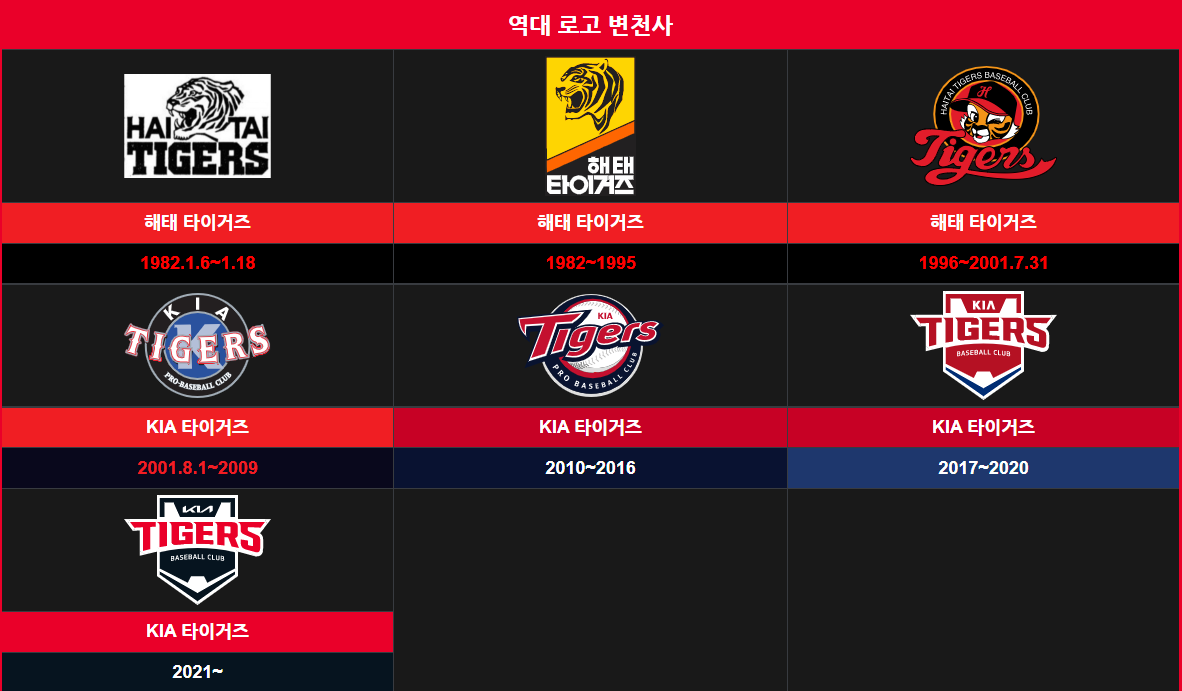 역대 로고 변천사
HAI TAI
TIGERS
해태
타이거즈
HAITAI TIGERS BASEBALL CLUB
H
Tigers
해태 타이거즈
해태 타이거즈
해태 타이거즈
1982.1.6~1.18
1982~1995
1996~2001.7.31
KIA
K
TIGERS
PRO-BASEBALL CLUB
KIA
Tigers
PRO BASEBALL CLUB
KIA
TIGERS
BASEBALL CLUB
KIA 타이거즈
KIA 타이거즈
KIA 타이거즈
2001.8.1~2009
2010~2016
2017~2020
KIA
TIGERS
BASEBALL CLUB
KIA 타이거즈
2021~